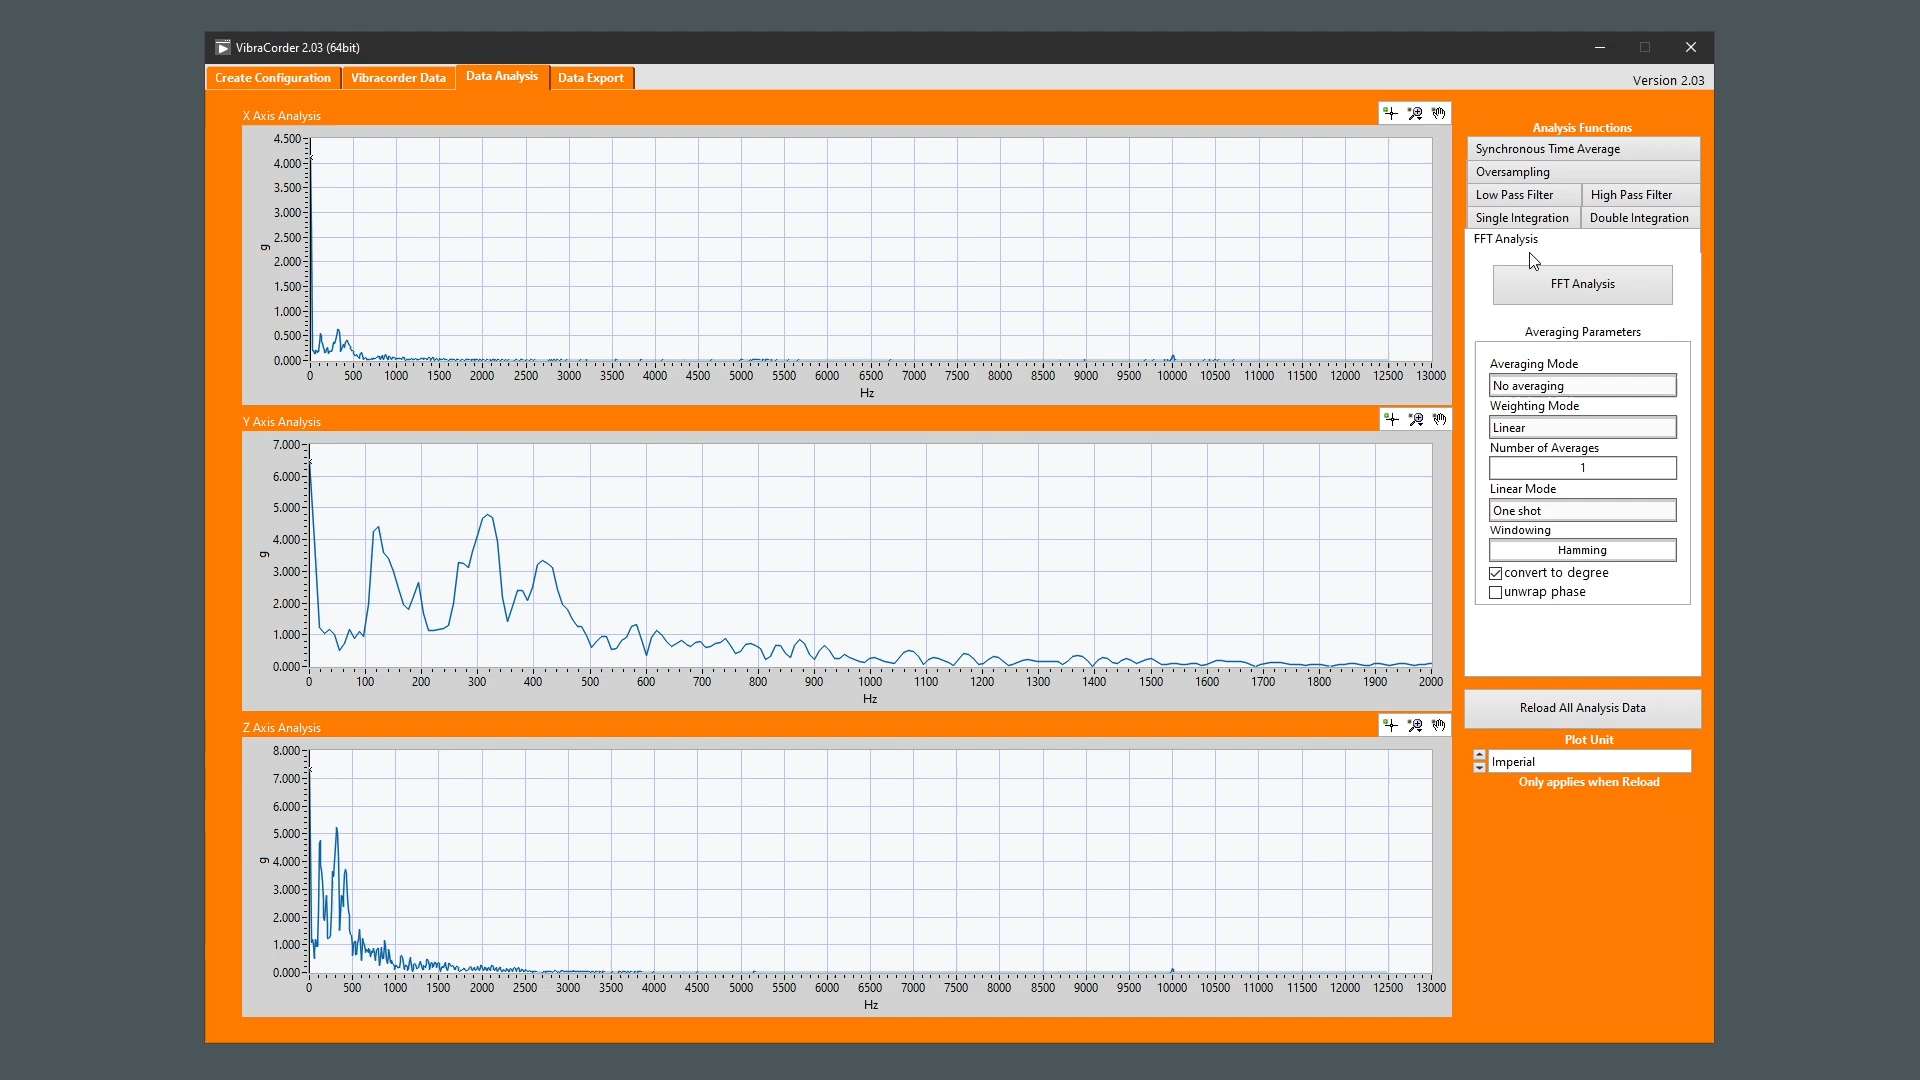 VibraCorder 2.03 (64bit)
Create Configuration
Vibracorder Data
Data Analysis
Data Export
Version 2.03
X Axis Analysis
4.500
4.000
3.500
3.000
2.500
2.000
1.500
1.000
0.500
0.000
g
0 500 1000 1500 2000 2500 3000 3500 4000 4500 5000 5500 6000 6500 7000 7500 8000 8500 9000 9500 10000 10500 11000 11500 12000 12500 13000
Hz
Y Axis Analysis
7.000
6.000
5.000
4.000
3.000
2.000
1.000
0.000
g
0 100 200 300 400 500 600 700 800 900 1000 1100 1200 1300 1400 1500 1600 1700 1800 1900 2000
Hz
Z Axis Analysis
8.000
7.000
6.000
5.000
4.000
3.000
2.000
1.000
0.000
g
0 500 1000 1500 2000 2500 3000 3500 4000 4500 5000 5500 6000 6500 7000 7500 8000 8500 9000 9500 10000 10500 11000 11500 12000 12500 13000
Hz
Analysis Functions
Synchronous Time Average
Oversampling
Low Pass Filter
High Pass Filter
Single Integration
Double Integration
FFT Analysis
FFT Analysis
Averaging Parameters
Averaging Mode
No averaging
Weighting Mode
Linear
Number of Averages
1
Linear Mode
One shot
Windowing
Hamming
convert to degree
unwrap phase
Reload All Analysis Data
Plot Unit
Imperial
Only applies when Reload